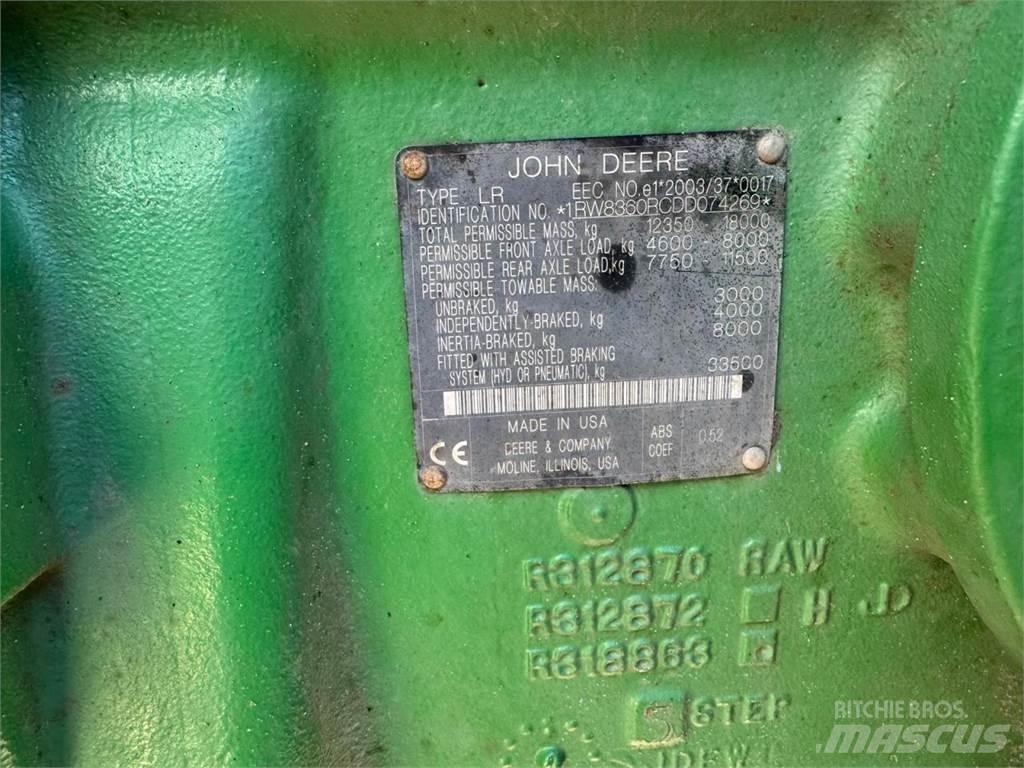 JOHN DEERE
TYPE LR EEC NO.e1*2003/37*0017
IDENTIFICATION NO. *1RW8360RCDD074269*
TOTAL PERMISSIBLE MASS, kg 12350 - 18000
PERMISSIBLE FRONT AXLE LOAD, kg 4600 - 8000
PERMISSIBLE REAR AXLE LOAD,kg 7750 - 11500
PERMISSIBLE TOWABLE MASS:
UNBRAKED, kg 3000
INDEPENDENTLY-BRAKED, kg 4000
INERTIA-BRAKED, kg 8000
FITTED WITH ASSISTED BRAKING
SYSTEM (HYD OR PNEUMATIC), kg 33500
MADE IN USA
CE
DEERE & COMPANY
MOLINE, ILLINOIS, USA
ABS
COEF
0.52
R312870 RAW
R312872 H JD
R318863
RITCHIE BROS.
MASCUS